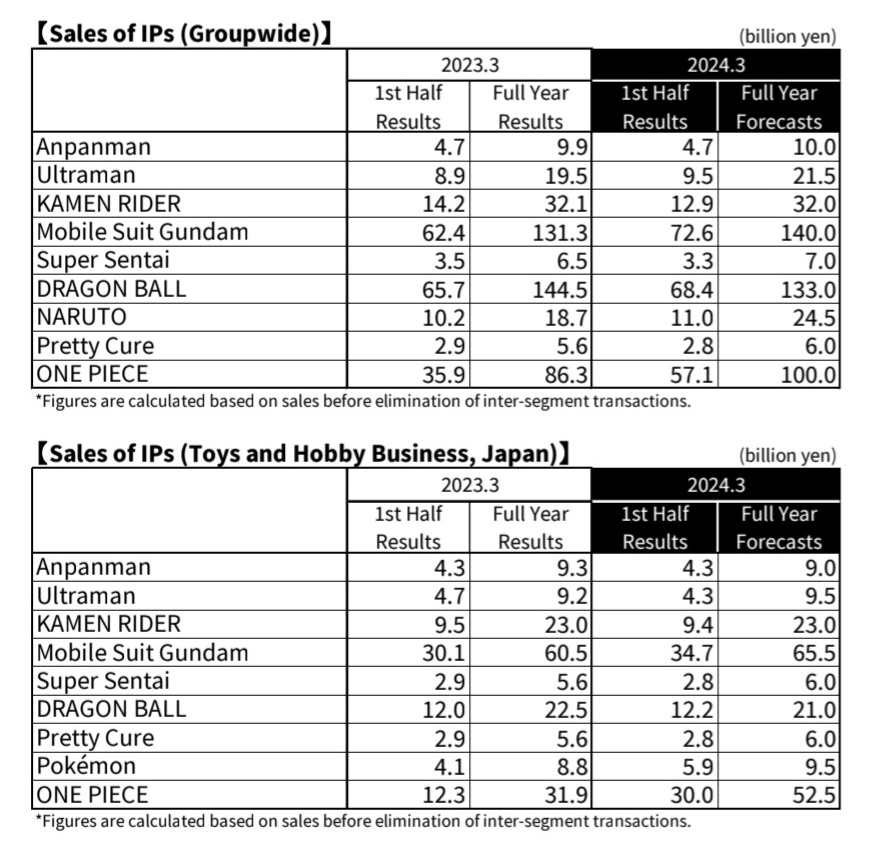 【Sales of IPs (Groupwide)】 (billion yen)
2023.3 2024.3
1st Half Full Year 1st Half Full Year
Results Results Results Forecasts
Anpanman 4.7 9.9 4.7 10.0
Ultraman 8.9 19.5 9.5 21.5
KAMEN RIDER 14.2 32.1 12.9 32.0
Mobile Suit Gundam 62.4 131.3 72.6 140.0
Super Sentai 3.5 6.5 3.3 7.0
DRAGON BALL 65.7 144.5 68.4 133.0
NARUTO 10.2 18.7 11.0 24.5
Pretty Cure 2.9 5.6 2.8 6.0
ONE PIECE 35.9 86.3 57.1 100.0
*Figures are calculated based on sales before elimination of inter-segment transactions.
【Sales of IPs (Toys and Hobby Business, Japan)】 (billion yen)
2023.3 2024.3
1st Half Full Year 1st Half Full Year
Results Results Results Forecasts
Anpanman 4.3 9.3 4.3 9.0
Ultraman 4.7 9.2 4.3 9.5
KAMEN RIDER 9.5 23.0 9.4 23.0
Mobile Suit Gundam 30.1 60.5 34.7 65.5
Super Sentai 2.9 5.6 2.8 6.0
DRAGON BALL 12.0 22.5 12.2 21.0
Pretty Cure 2.9 5.6 2.8 6.0
Pokémon 4.1 8.8 5.9 9.5
ONE PIECE 12.3 31.9 30.0 52.5
*Figures are calculated based on sales before elimination of inter-segment transactions.